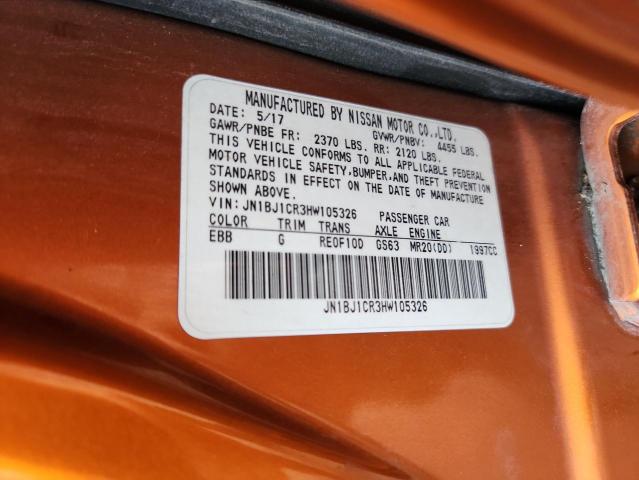 MANUFACTURED BY NISSAN MOTOR CO.,LTD.
DATE: 5/17 GVWR/PNBV: 4455 LBS.
GAWR/PNBE FR: 2370 LBS. RR: 2120 LBS.
THIS VEHICLE CONFORMS TO ALL APPLICABLE FEDERAL
MOTOR VEHICLE SAFETY,BUMPER,AND THEFT PREVENTION
STANDARDS IN EFFECT ON THE DATE OF MANUFACTURE
SHOWN ABOVE.
VIN: JN1BJ1CR3HW105326 PASSENGER CAR
COLOR TRIM TRANS AXLE ENGINE
EBB G RE0F10D GS63 MR20(DD) 1997CC
JN1BJ1CR3HW105326